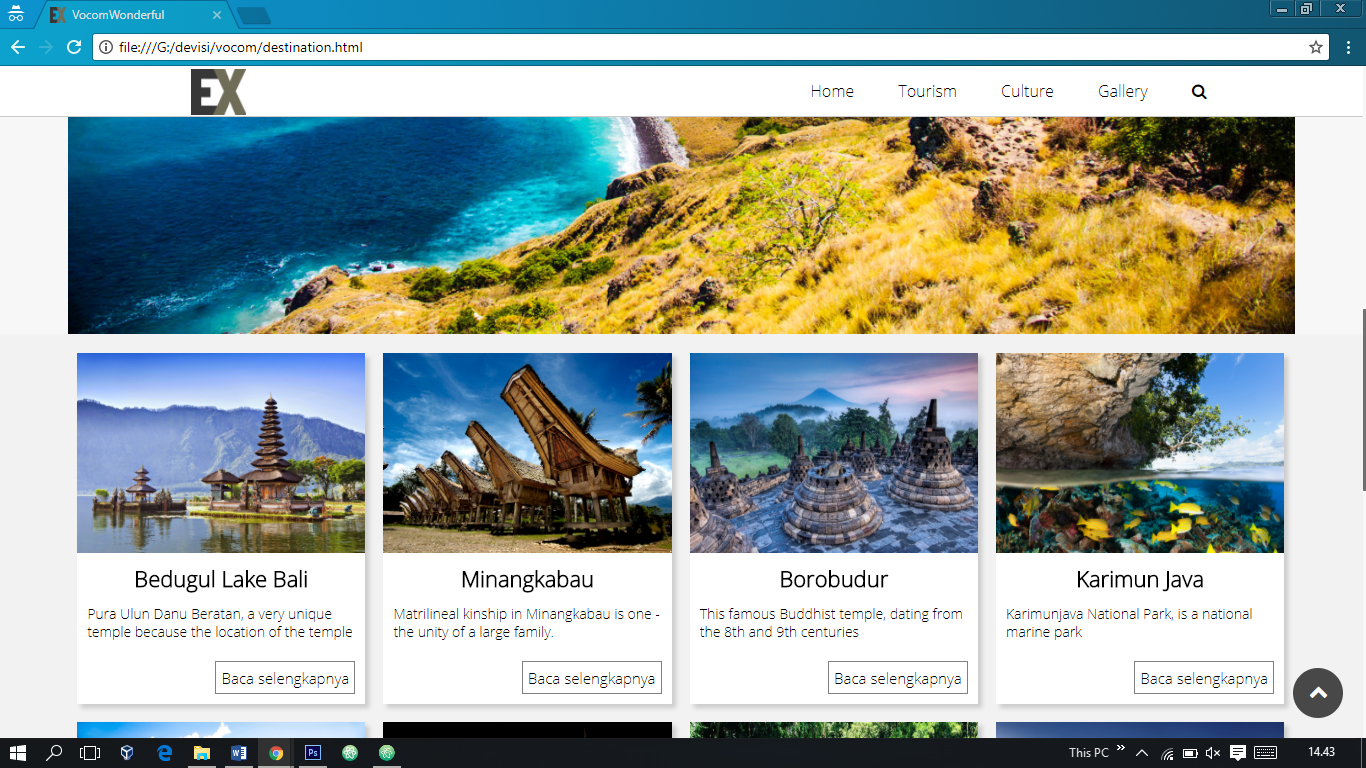 EX VocomWonderful
file:///G:/devisi/vocom/destination.html
EX
Home Tourism Culture Gallery
Bedugul Lake Bali
Pura Ulun Danu Beratan, a very unique
temple because the location of the temple
Baca selengkapnya
Minangkabau
Matrilineal kinship in Minangkabau is one -
the unity of a large family.
Baca selengkapnya
Borobudur
This famous Buddhist temple, dating from
the 8th and 9th centuries
Baca selengkapnya
Karimun Java
Karimunjava National Park, is a national
marine park
Baca selengkapnya
W Ps This PC 14.43